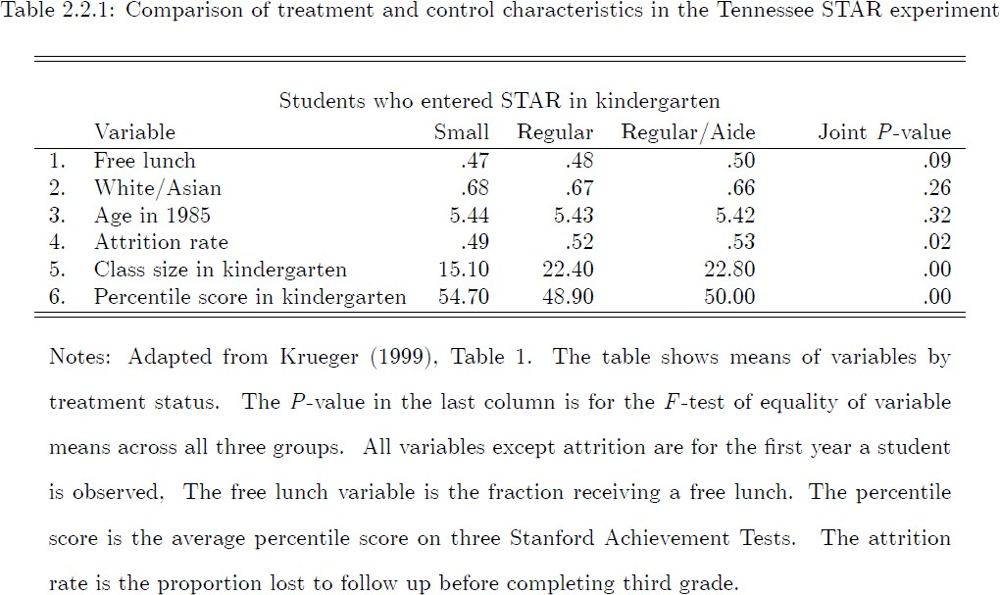 Table 2.2.1: Comparison of treatment and control characteristics in the Tennessee STAR experiment
Students who entered STAR in kindergarten
Variable Small Regular Regular/Aide Joint P-value
1. Free lunch .47 .48 .50 .09
2. White/Asian .68 .67 .66 .26
3. Age in 1985 5.44 5.43 5.42 .32
4. Attrition rate .49 .52 .53 .02
5. Class size in kindergarten 15.10 22.40 22.80 .00
6. Percentile score in kindergarten 54.70 48.90 50.00 .00
Notes: Adapted from Krueger (1999), Table 1. The table shows means of variables by
treatment status. The P-value in the last column is for the F-test of equality of variable
means across all three groups. All variables except attrition are for the first year a student
is observed, The free lunch variable is the fraction receiving a free lunch. The percentile
score is the average percentile score on three Stanford Achievement Tests. The attrition
rate is the proportion lost to follow up before completing third grade.